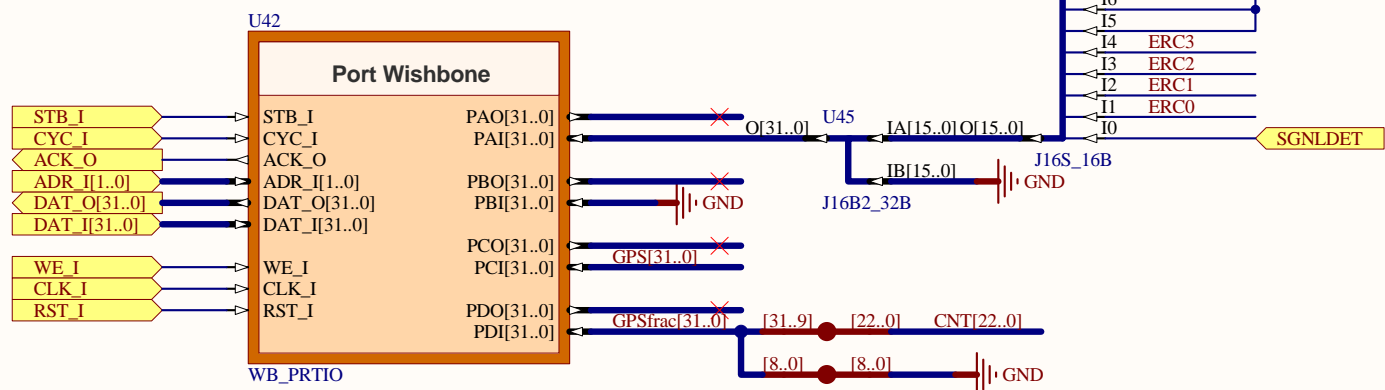 U42
Port Wishbone
STB_I
CYC_I
ACK_O
ADR_I[1..0]
DAT_O[31..0]
DAT_I[31..0]
WE_I
CLK_I
RST_I
STB_I
CYC_I
ACK_O
ADR_I[1..0]
DAT_O[31..0]
DAT_I[31..0]
WE_I
CLK_I
RST_I
PAO[31..0]
PAI[31..0]
PBO[31..0]
PBI[31..0]
PCO[31..0]
PCI[31..0]
PDO[31..0]
PDI[31..0]
WB_PRTIO
GND
GPS[31..0]
GPSfrac[31..0]
[31..9]
[22..0]
CNT[22..0]
[8..0]
[8..0]
GND
U45
O[31..0]
IA[15..0]
O[15..0]
IB[15..0]
GND
J16B2_32B
J16S_16B
I5
I4
ERC3
I3
ERC2
I2
ERC1
I1
ERC0
I0
SGNLDET